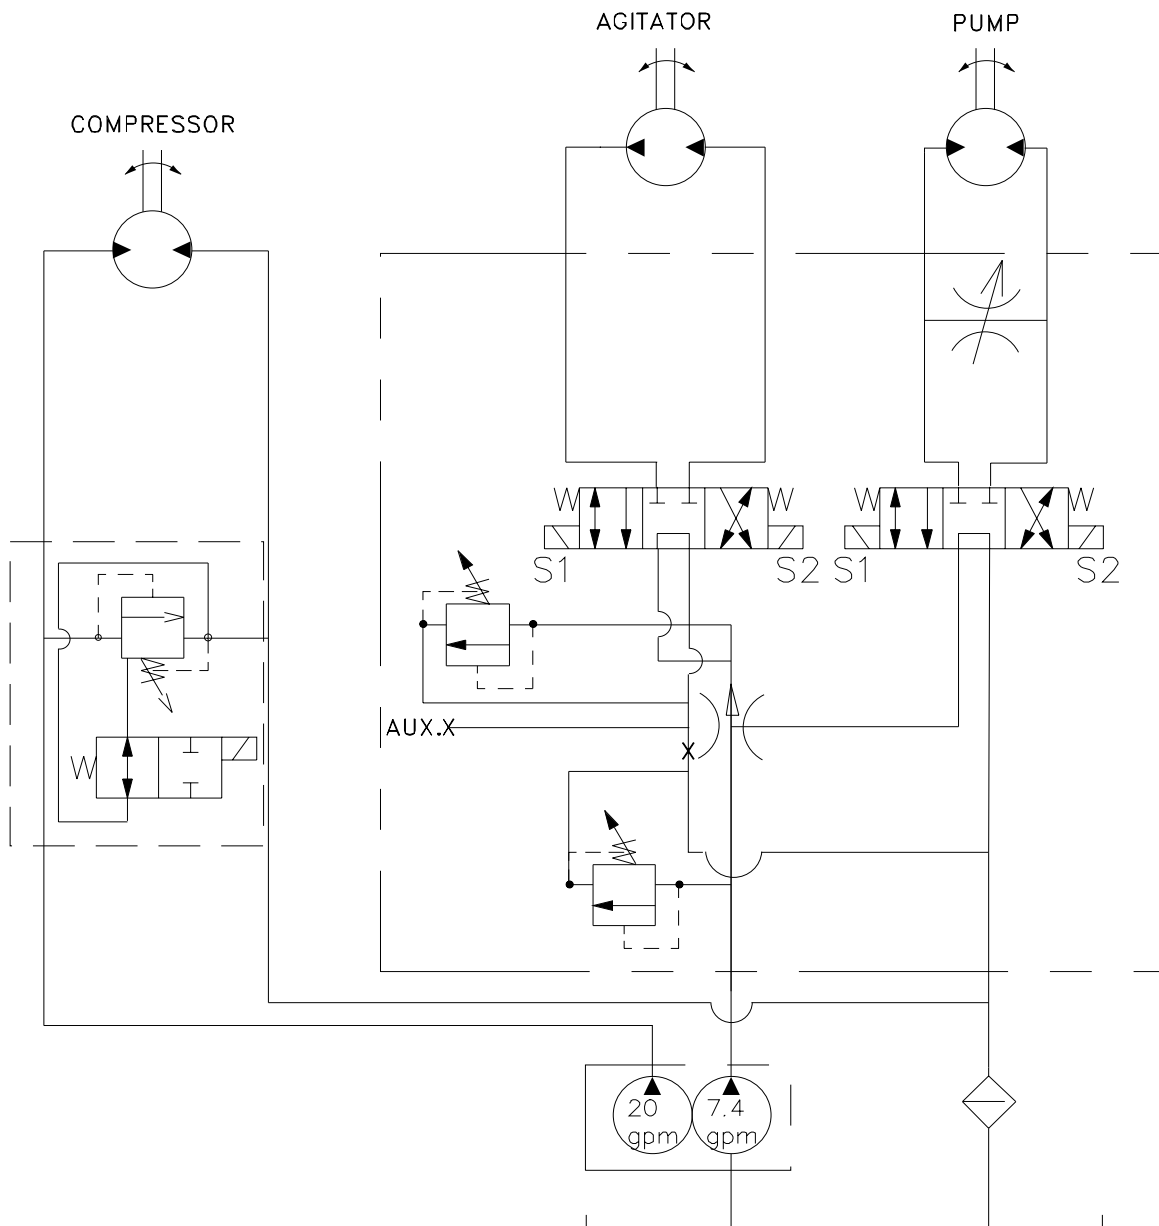 AGITATOR
PUMP
COMPRESSOR
S1
S2
S1
S2
AUX.X
X
20
gpm
7.4
gpm